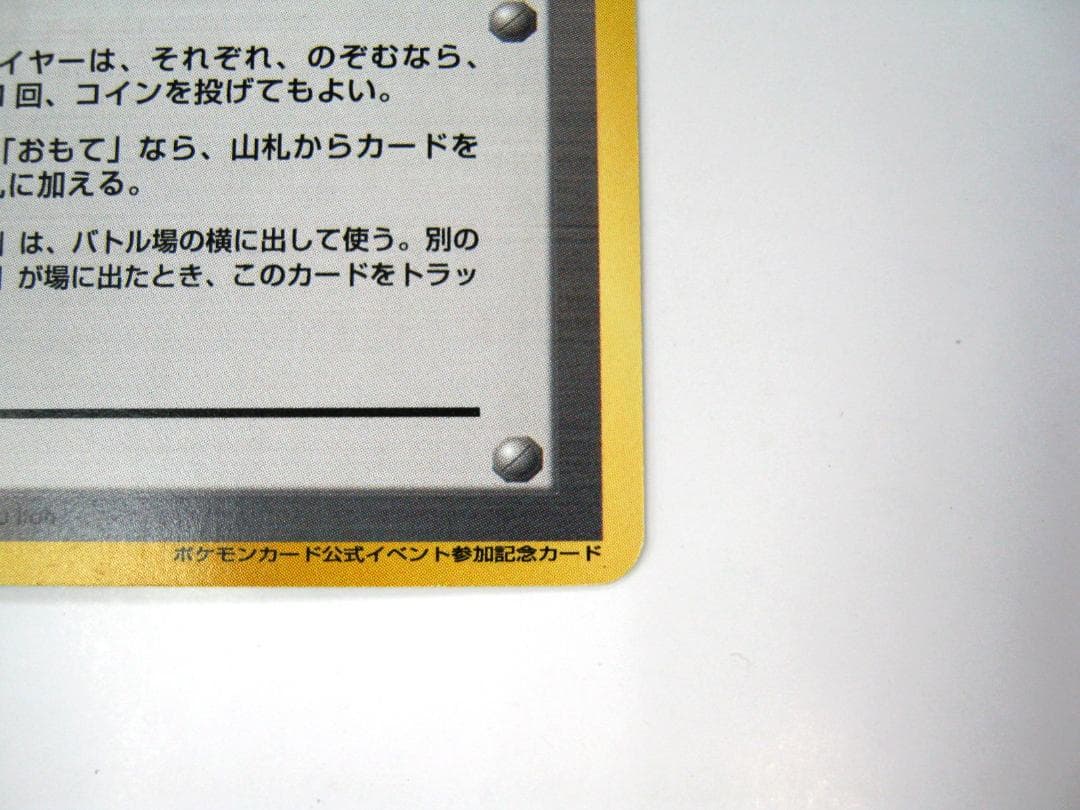 イヤーは、それぞれ、のぞむなら、
回、コインを投げてもよい。
「おもて」なら、山札からカードを
に加える。
は、バトル場の横に出して使う。別の
が場に出たとき、このカードをトラッ
ポケモンカード公式イベント参加記念カード